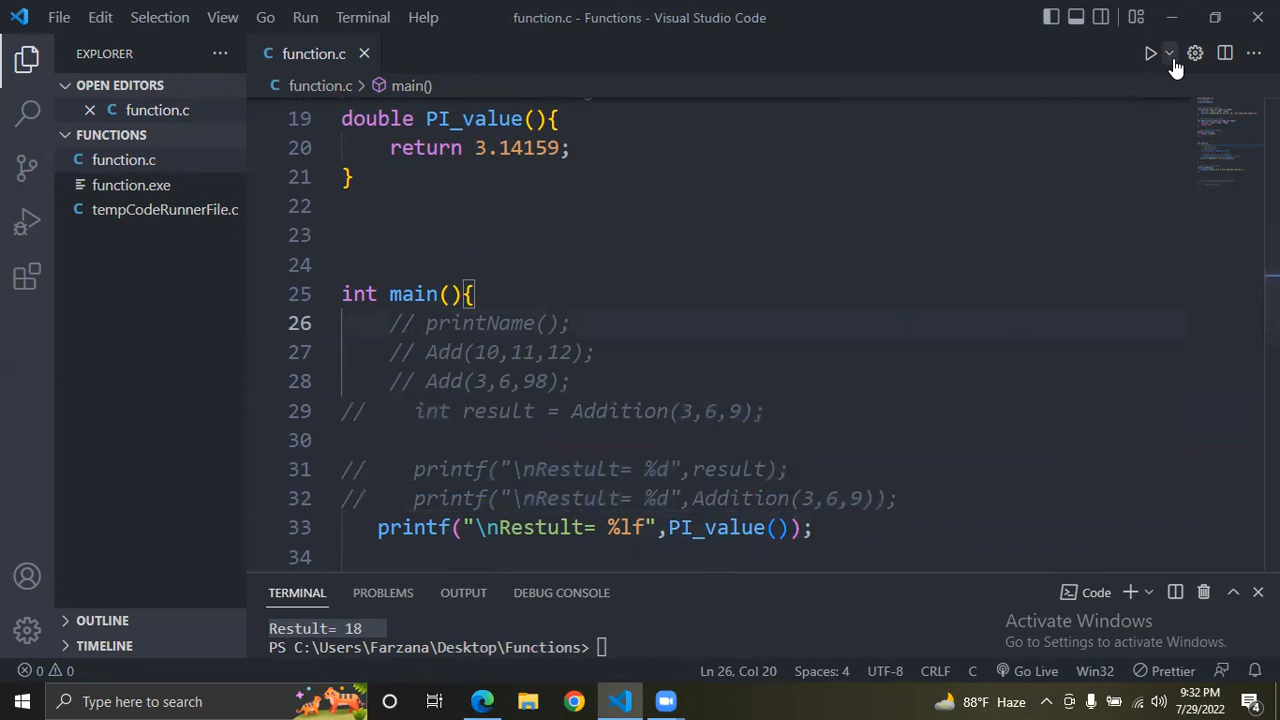 File Edit Selection View Go Run Terminal Help function.c - Functions - Visual Studio Code
EXPLORER
OPEN EDITORS
function.c
FUNCTIONS
C function.c
function.exe
C tempCodeRunnerFile.c
OUTLINE
TIMELINE
C function.c
function.c > main()
19 double PI_value(){
20 return 3.14159;
21 }
22
23
24
25 int main(){
26 // printName();
27 // Add(10,11,12);
28 // Add(3,6,98);
29 // int result = Addition(3,6,9);
30
31 // printf("\nRestult= %d",result);
32 // printf("\nRestult= %d",Addition(3,6,9));
33 printf("\nRestult= %lf",PI_value());
34
TERMINAL PROBLEMS OUTPUT DEBUG CONSOLE Code
Restult= 18
PS C:\Users\Farzana\Desktop\Functions>
Activate Windows
Go to Settings to activate Windows.
0 0 Ln 26, Col 20 Spaces: 4 UTF-8 CRLF C Go Live Win32 Prettier
Type here to search 88°F Haze 9:32 PM
7/29/2022
4